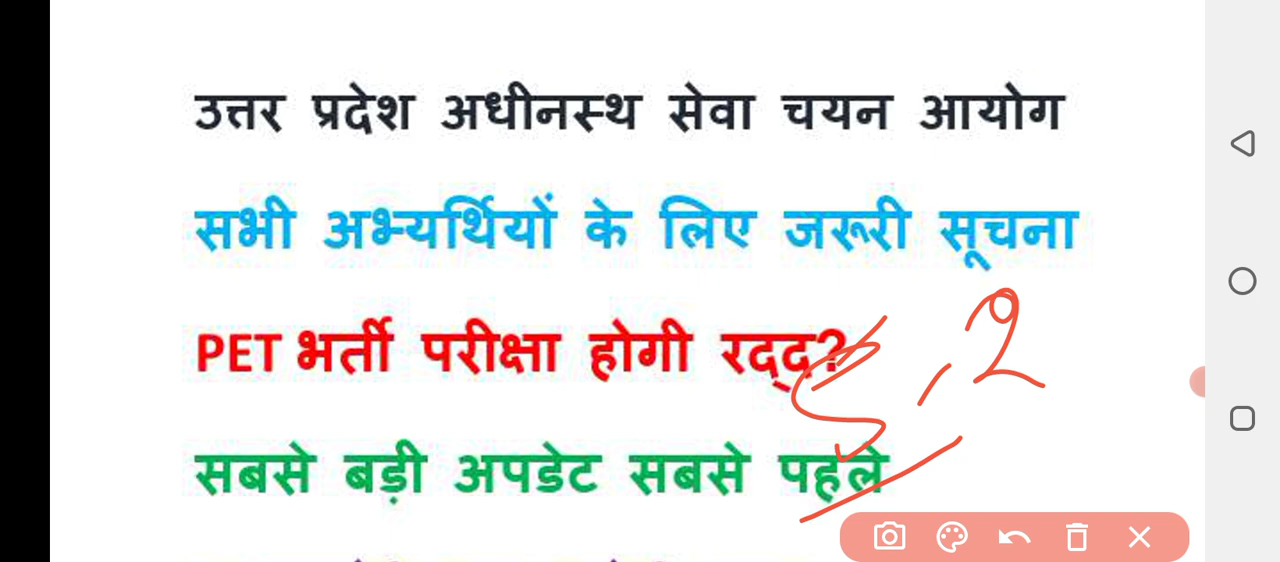 उत्तर प्रदेश अधीनस्थ सेवा चयन आयोग
सभी अभ्यर्थियों के लिए जरूरी सूचना
PET भर्ती परीक्षा होगी रद्द?
सबसे बड़ी अपडेट सबसे पहले